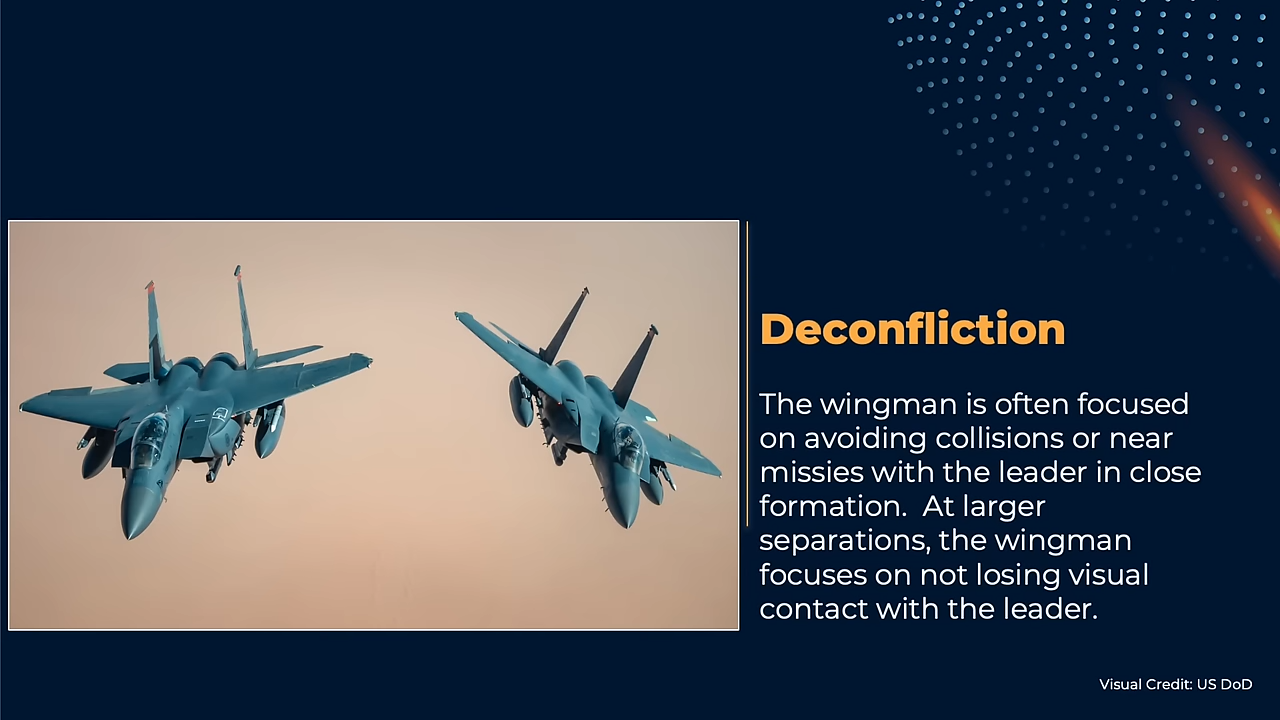 Deconfliction
The wingman is often focused
on avoiding collisions or near
missies with the leader in close
formation.  At larger
separations, the wingman
focuses on not losing visual
contact with the leader.
Visual Credit: US DoD